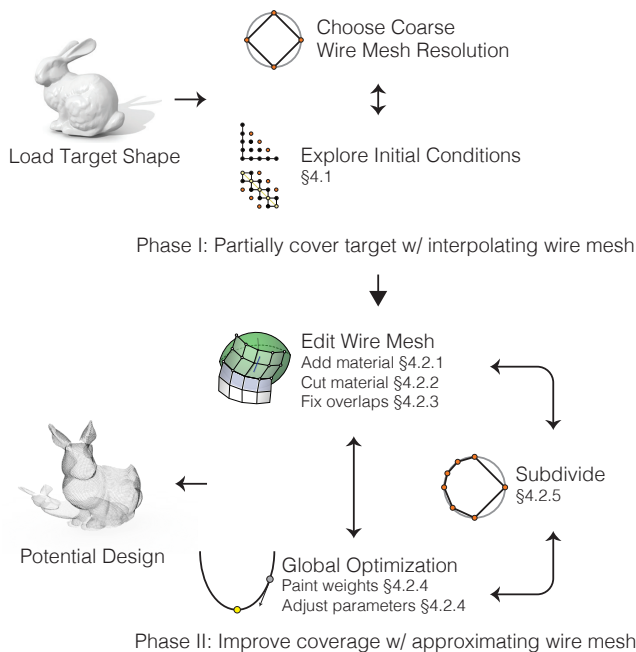 Choose Coarse
Wire Mesh Resolution
Load Target Shape
Explore Initial Conditions
§4.1
Phase I: Partially cover target w/ interpolating wire mesh
Edit Wire Mesh
Add material §4.2.1
Cut material §4.2.2
Fix overlaps §4.2.3
Subdivide
§4.2.5
Potential Design
Global Optimization
Paint weights §4.2.4
Adjust parameters §4.2.4
Phase II: Improve coverage w/ approximating wire mesh